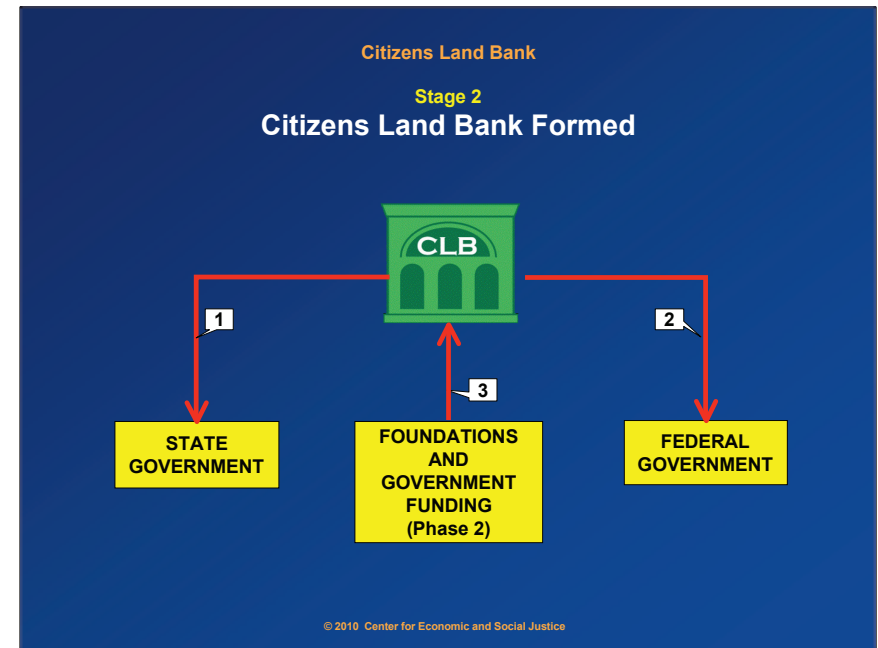 Citizens Land Bank
Stage 2
Citizens Land Bank Formed
CLB
1
2
3
STATE
GOVERNMENT
FOUNDATIONS
AND
GOVERNMENT
FUNDING
(Phase 2)
FEDERAL
GOVERNMENT
© 2010 Center for Economic and Social Justice